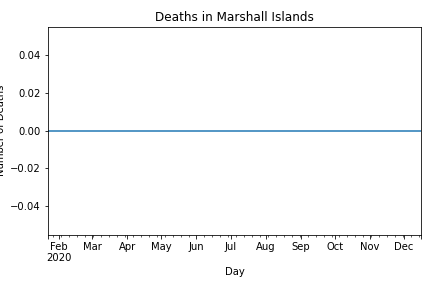 Deaths in Marshall Islands
0.04
0.02
0.00
−0.02
−0.04
Number of Deaths
Feb Mar Apr May Jun Jul Aug Sep Oct Nov Dec
2020
Day